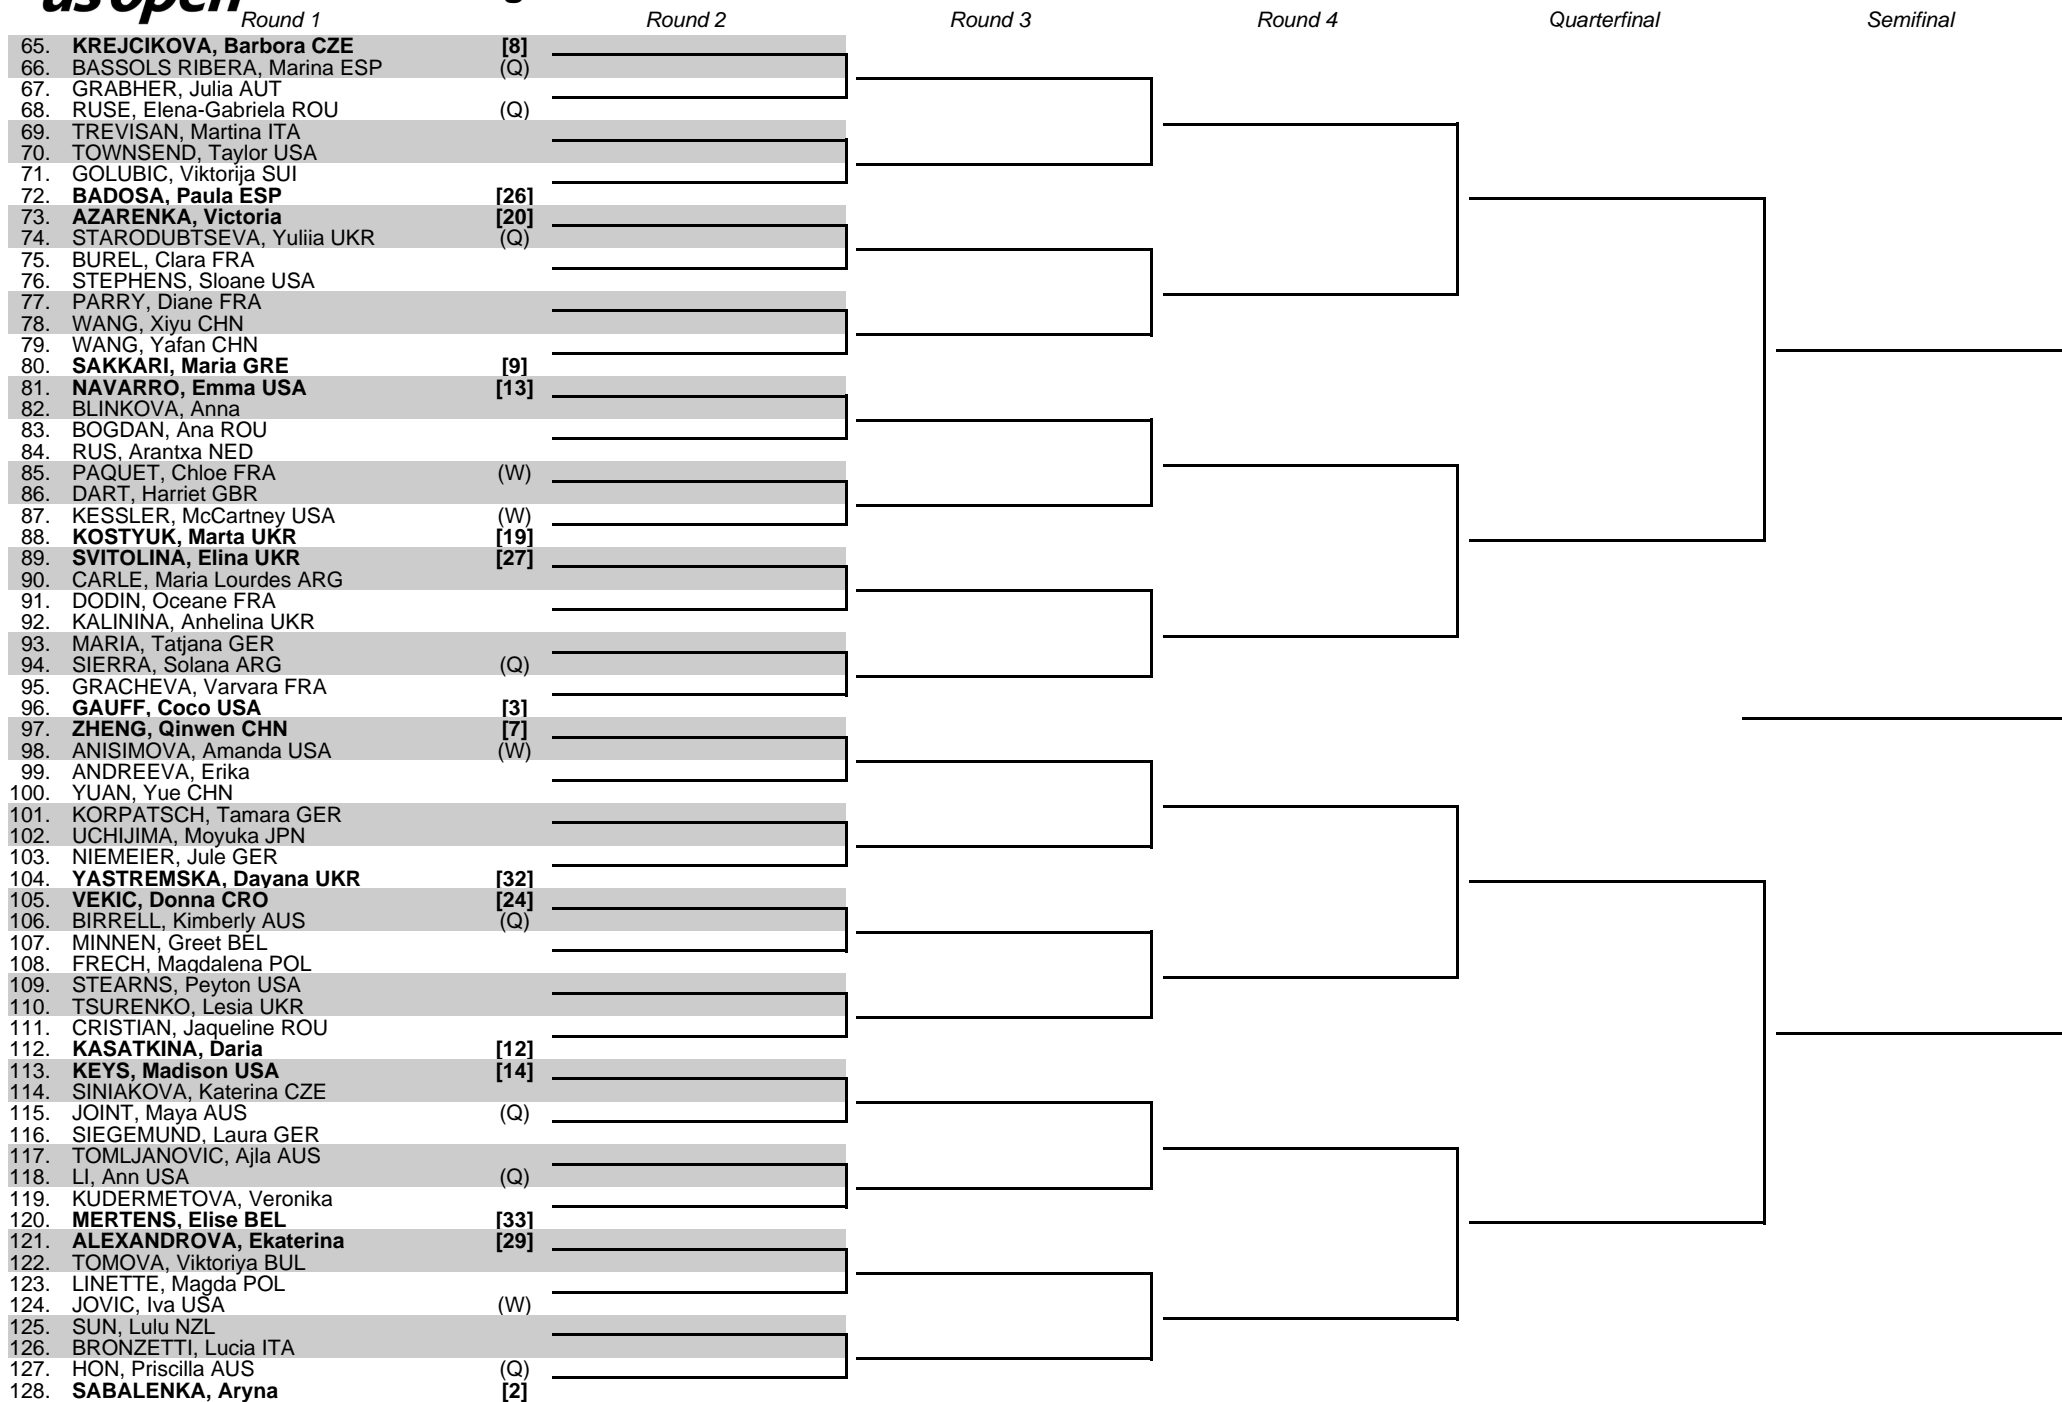 us open
Round 1 Round 2 Round 3 Round 4 Quarterfinal Semifinal
65. KREJCIKOVA, Barbora CZE [8]
66. BASSOLS RIBERA, Marina ESP (Q)
67. GRABHER, Julia AUT
68. RUSE, Elena-Gabriela ROU (Q)
69. TREVISAN, Martina ITA
70. TOWNSEND, Taylor USA
71. GOLUBIC, Viktorija SUI
72. BADOSA, Paula ESP [26]
73. AZARENKA, Victoria [20]
74. STARODUBTSEVA, Yuliia UKR (Q)
75. BUREL, Clara FRA
76. STEPHENS, Sloane USA
77. PARRY, Diane FRA
78. WANG, Xiyu CHN
79. WANG, Yafan CHN
80. SAKKARI, Maria GRE [9]
81. NAVARRO, Emma USA [13]
82. BLINKOVA, Anna
83. BOGDAN, Ana ROU
84. RUS, Arantxa NED
85. PAQUET, Chloe FRA (W)
86. DART, Harriet GBR
87. KESSLER, McCartney USA (W)
88. KOSTYUK, Marta UKR [19]
89. SVITOLINA, Elina UKR [27]
90. CARLE, Maria Lourdes ARG
91. DODIN, Oceane FRA
92. KALININA, Anhelina UKR
93. MARIA, Tatjana GER
94. SIERRA, Solana ARG (Q)
95. GRACHEVA, Varvara FRA
96. GAUFF, Coco USA [3]
97. ZHENG, Qinwen CHN [7]
98. ANISIMOVA, Amanda USA (W)
99. ANDREEVA, Erika
100. YUAN, Yue CHN
101. KORPATSCH, Tamara GER
102. UCHIJIMA, Moyuka JPN
103. NIEMEIER, Jule GER
104. YASTREMSKA, Dayana UKR [32]
105. VEKIC, Donna CRO [24]
106. BIRRELL, Kimberly AUS (Q)
107. MINNEN, Greet BEL
108. FRECH, Magdalena POL
109. STEARNS, Peyton USA
110. TSURENKO, Lesia UKR
111. CRISTIAN, Jaqueline ROU
112. KASATKINA, Daria [12]
113. KEYS, Madison USA [14]
114. SINIAKOVA, Katerina CZE
115. JOINT, Maya AUS (Q)
116. SIEGEMUND, Laura GER
117. TOMLJANOVIC, Ajla AUS
118. LI, Ann USA (Q)
119. KUDERMETOVA, Veronika
120. MERTENS, Elise BEL [33]
121. ALEXANDROVA, Ekaterina [29]
122. TOMOVA, Viktoriya BUL
123. LINETTE, Magda POL
124. JOVIC, Iva USA (W)
125. SUN, Lulu NZL
126. BRONZETTI, Lucia ITA
127. HON, Priscilla AUS (Q)
128. SABALENKA, Aryna [2]